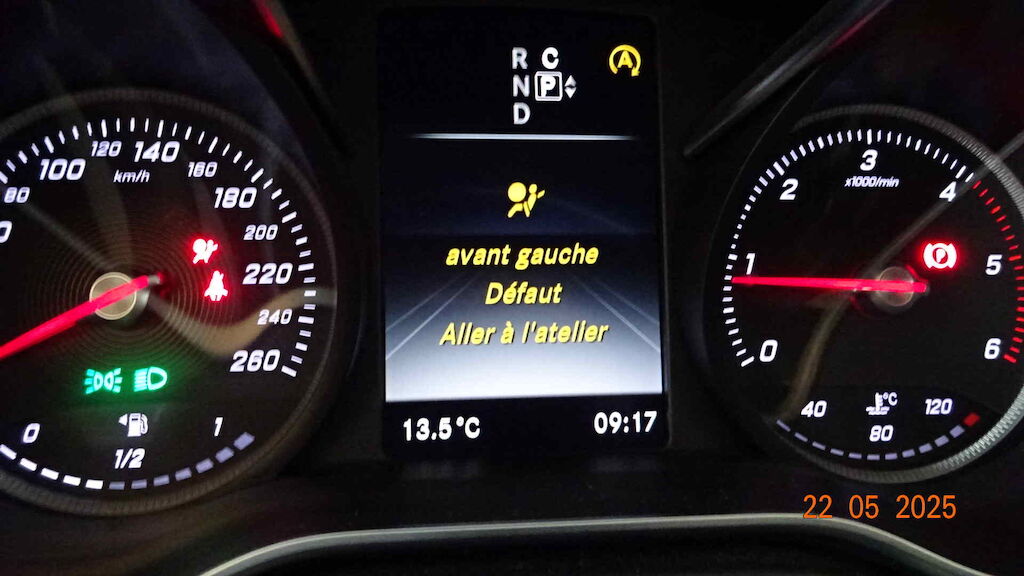 R C
N P
D
A
80 100 120 140 160 180 200 220 240 260
km/h
0 1/2 1
avant gauche
Défaut
Aller à l'atelier
13.5°C 09:17
0 1 2 3 4 5 6
x1000/min
P
40 80 120
°C
22 05 2025